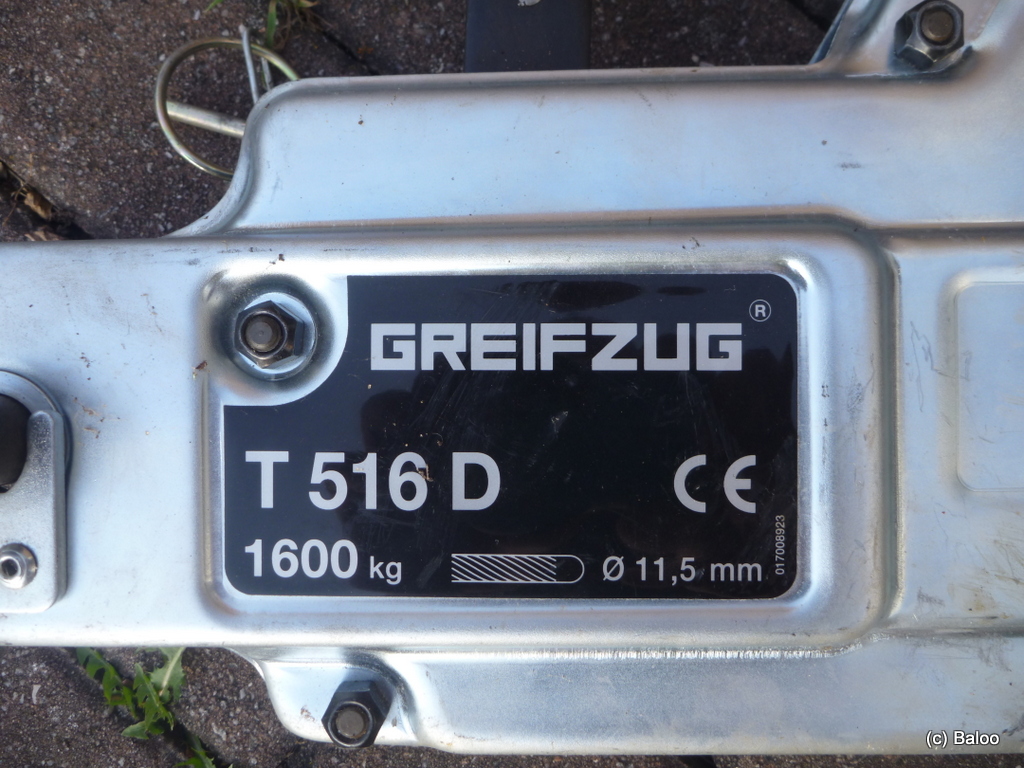 GREIFZUG ®
T 516 D CE
1600 kg Ø 11,5 mm
017008923
(c) Baloo